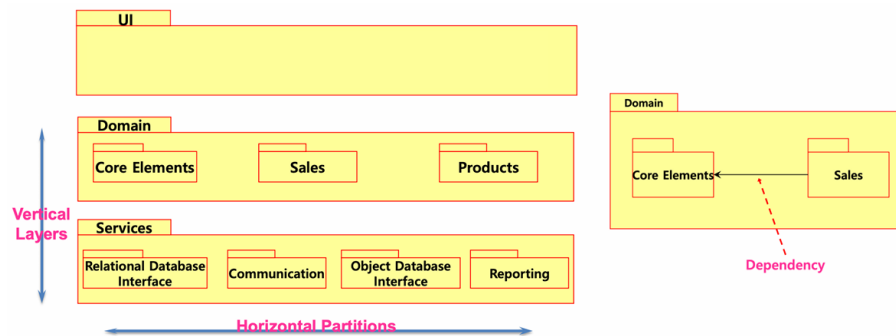 UI
Domain
Core Elements
Sales
Products
Vertical
Layers
Services
Relational Database
Interface
Communication
Object Database
Interface
Reporting
Horizontal Partitions
Domain
Core Elements
Sales
Dependency